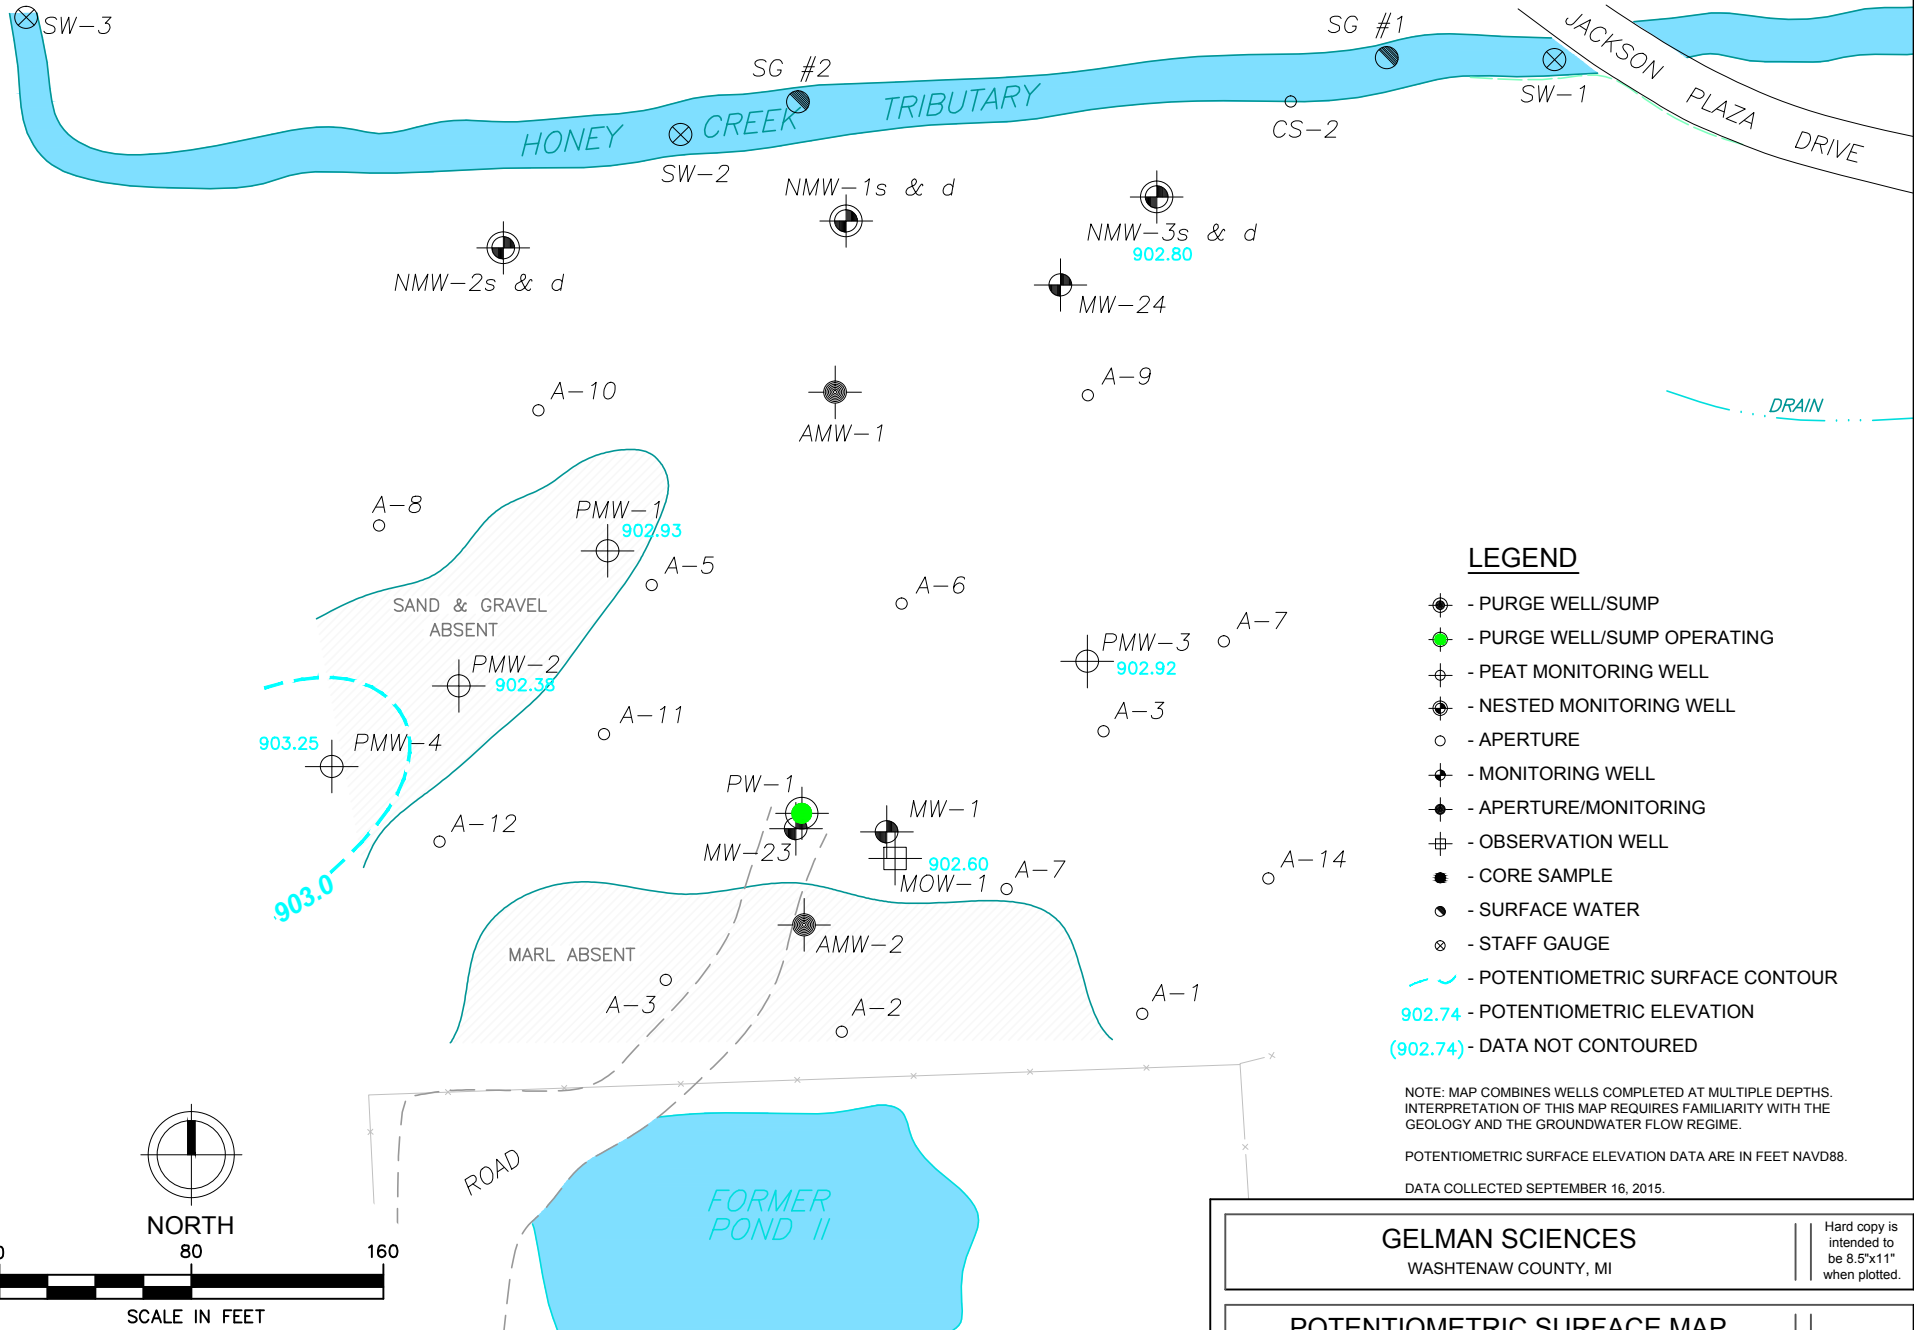 SW-3
SG #1
JACKSON
PLAZA
DRIVE
SG #2
HONEY
CREEK
TRIBUTARY
SW-1
CS-2
SW-2
NMW-1s & d
NMW-3s & d
902.80
NMW-2s & d
MW-24
A-9
A-10
DRAIN
AMW-1
A-8
PMW-1
902.93
A-5
A-6
SAND & GRAVEL
ABSENT
A-7
PMW-3
902.92
PMW-2
902.38
A-11
A-3
903.25
PMW-4
PW-1
MW-1
A-12
MW-23
902.60
MOW-1
A-7
A-14
903.0
AMW-2
MARL ABSENT
A-3
A-2
A-1
LEGEND
- PURGE WELL/SUMP
- PURGE WELL/SUMP OPERATING
- PEAT MONITORING WELL
- NESTED MONITORING WELL
- APERTURE
- MONITORING WELL
- APERTURE/MONITORING
- OBSERVATION WELL
- CORE SAMPLE
- SURFACE WATER
- STAFF GAUGE
- POTENTIOMETRIC SURFACE CONTOUR
902.74 - POTENTIOMETRIC ELEVATION
(902.74) - DATA NOT CONTOURED
NOTE: MAP COMBINES WELLS COMPLETED AT MULTIPLE DEPTHS.
INTERPRETATION OF THIS MAP REQUIRES FAMILIARITY WITH THE
GEOLOGY AND THE GROUNDWATER FLOW REGIME.
POTENTIOMETRIC SURFACE ELEVATION DATA ARE IN FEET NAVD88.
DATA COLLECTED SEPTEMBER 16, 2015.
ROAD
FORMER
POND II
NORTH
0 80 160
SCALE IN FEET
GELMAN SCIENCES
WASHTENAW COUNTY, MI
Hard copy is
intended to
be 8.5"x11"
when plotted.
POTENTIOMETRIC SURFACE MAP